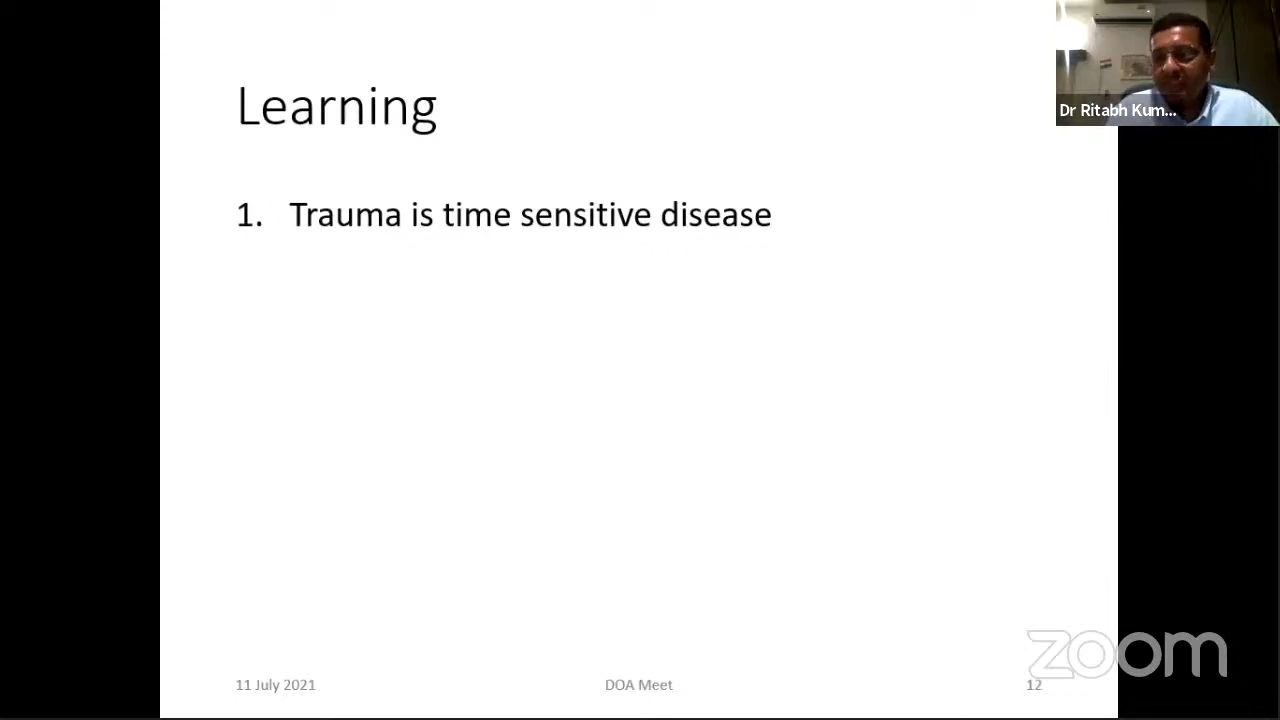 Learning
Dr Ritabh Kum...
1. Trauma is time sensitive disease
zoom
11 July 2021
DOA Meet
12